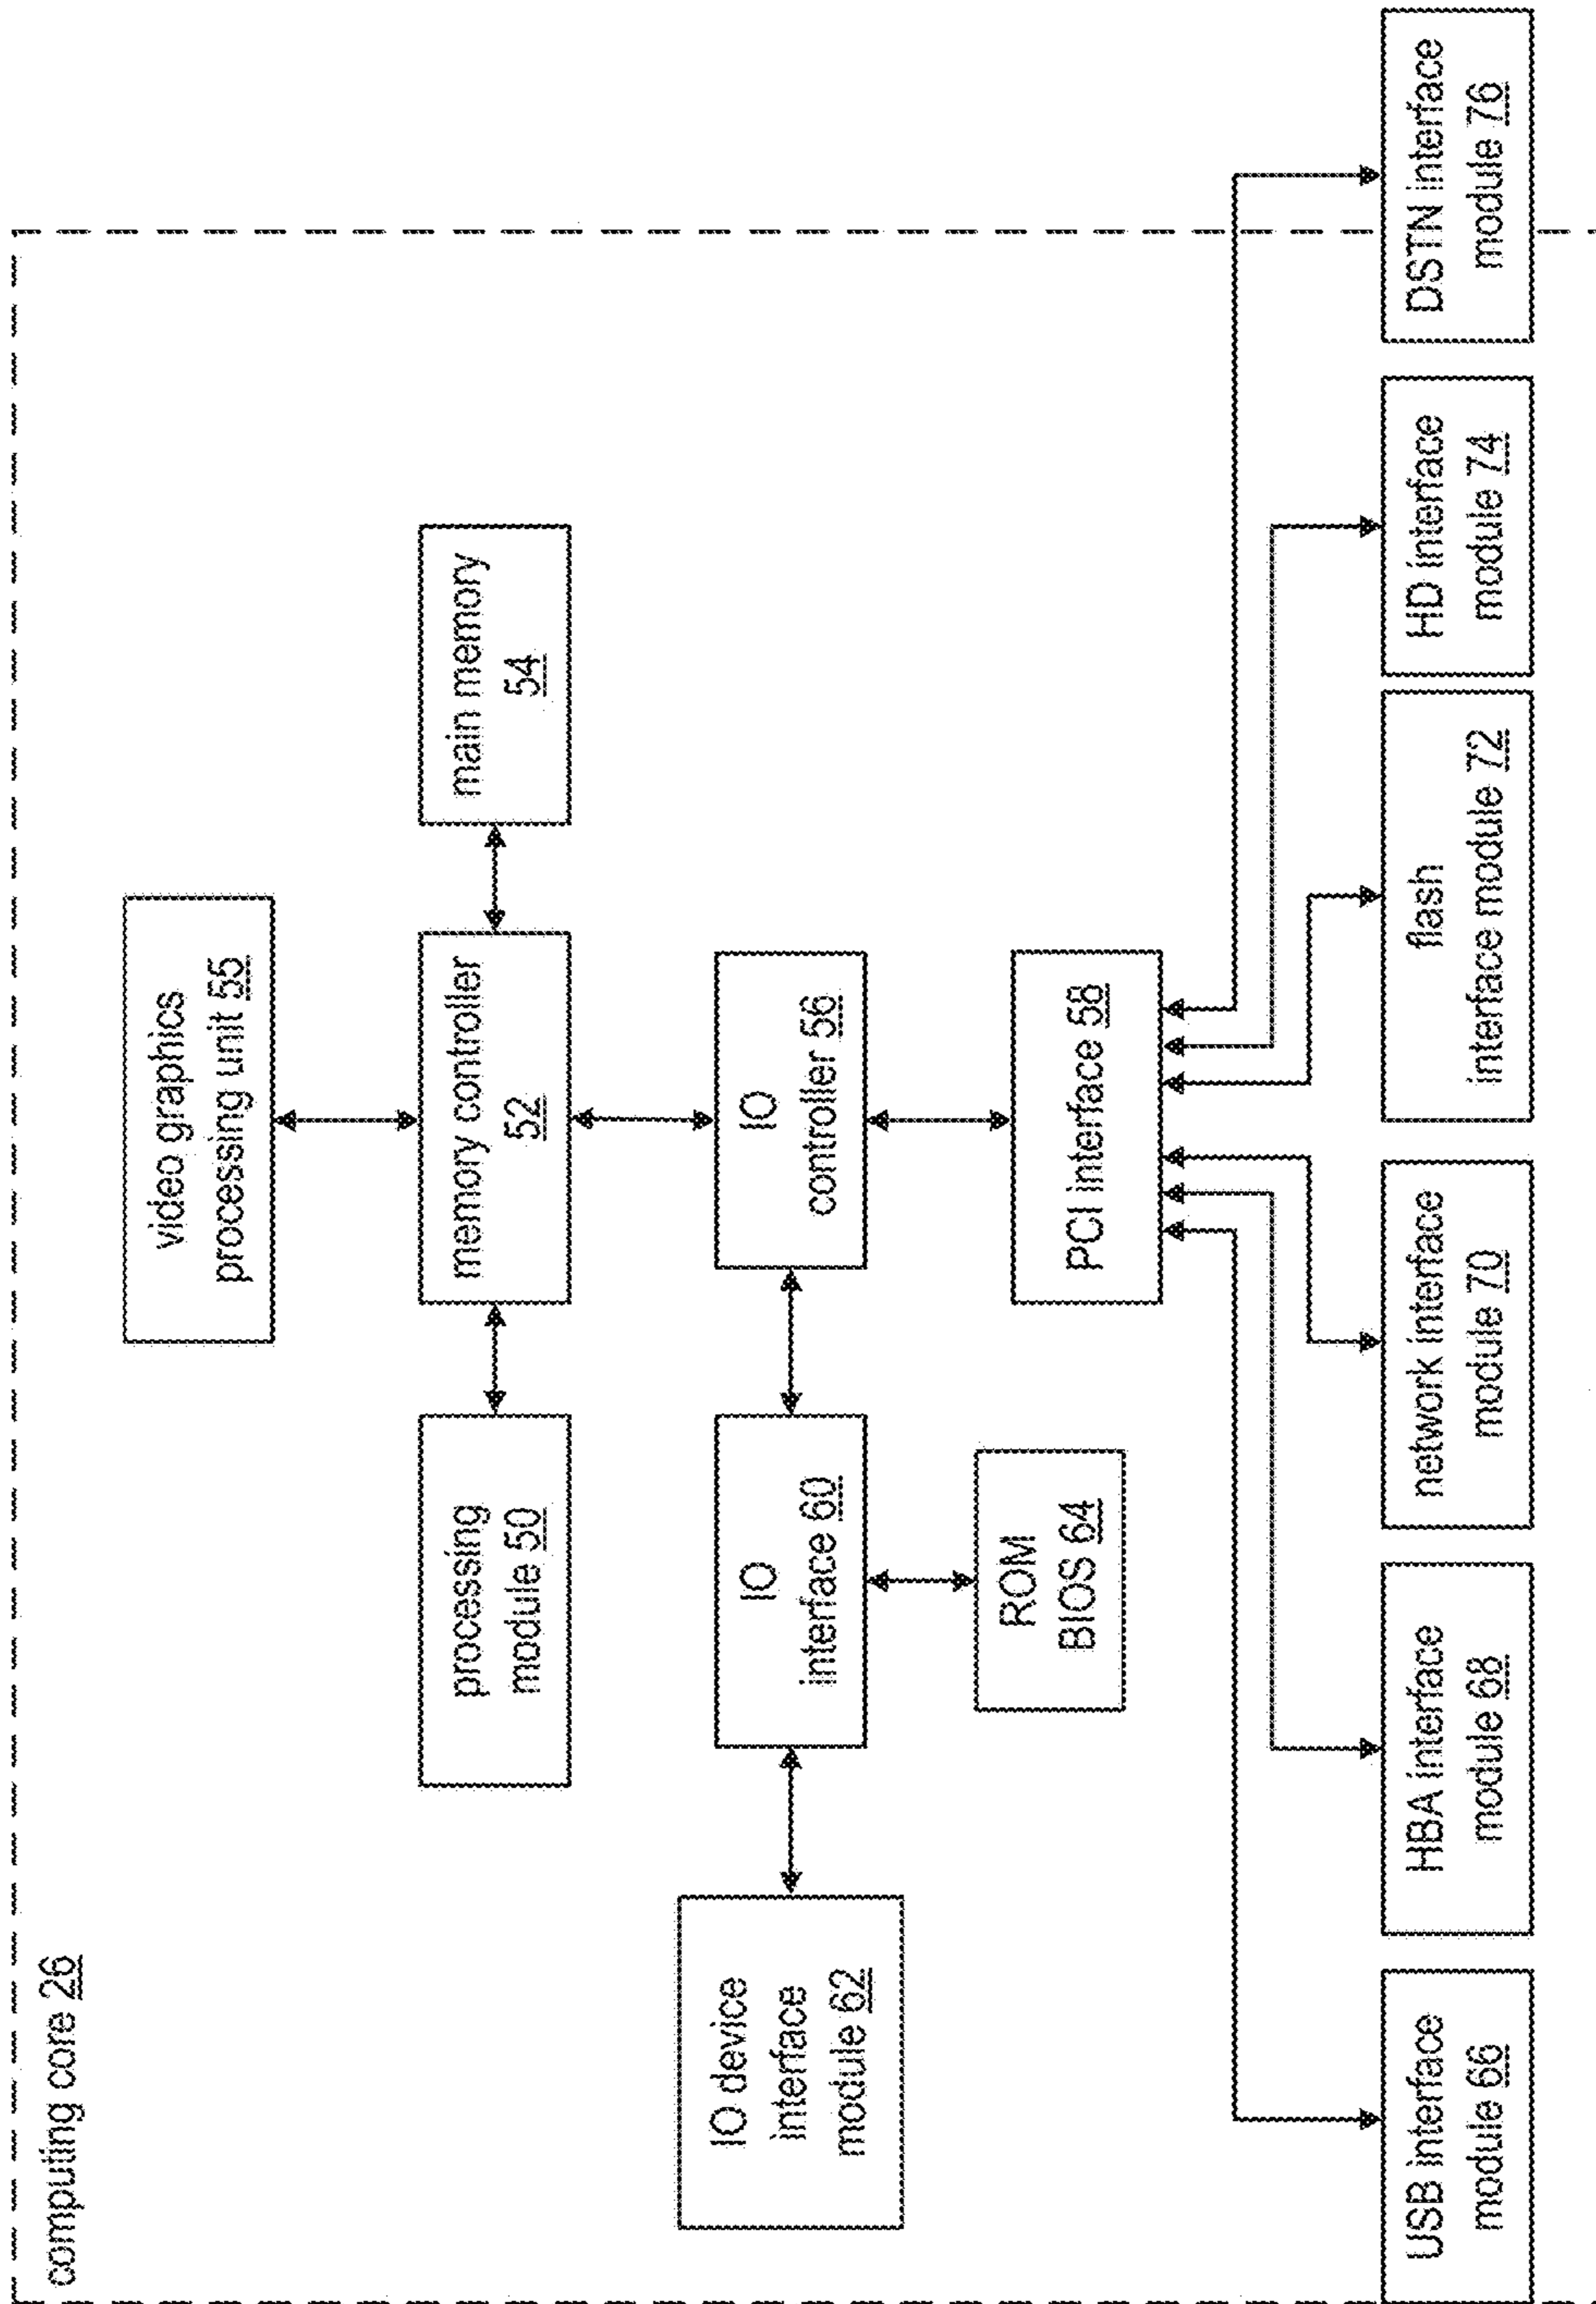 computing core 26
video graphics
processing unit 55
processing
module 50
memory controller
52
main memory
54
IO device
interface
module 62
IO
interface 60
IO
controller 56
ROM
BIOS 64
PCI interface 58
USB interface
module 66
HBA interface
module 68
network interface
module 70
flash
interface module 72
HD interface
module 74
DSTN interface
module 76